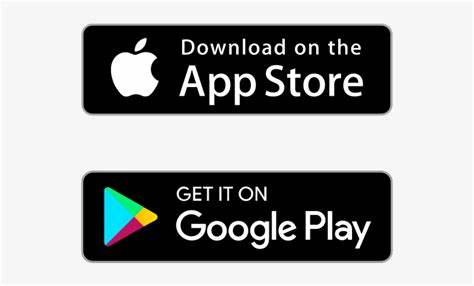 Download on the
App Store
GET IT ON
Google Play